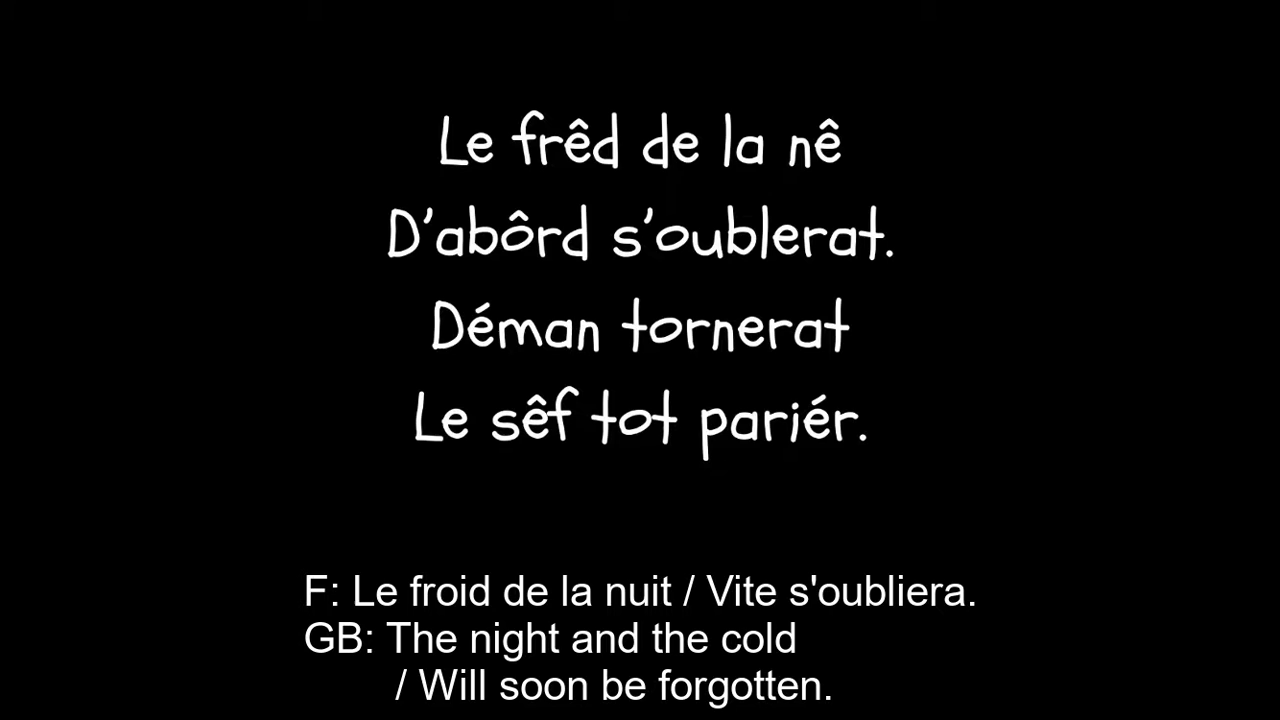 Le frêd de la nê
D'abôrd s'oublerat.
Déman tornerat
Le sêf tot pariér.
F: Le froid de la nuit / Vite s'oubliera.
GB: The night and the cold
/ Will soon be forgotten.